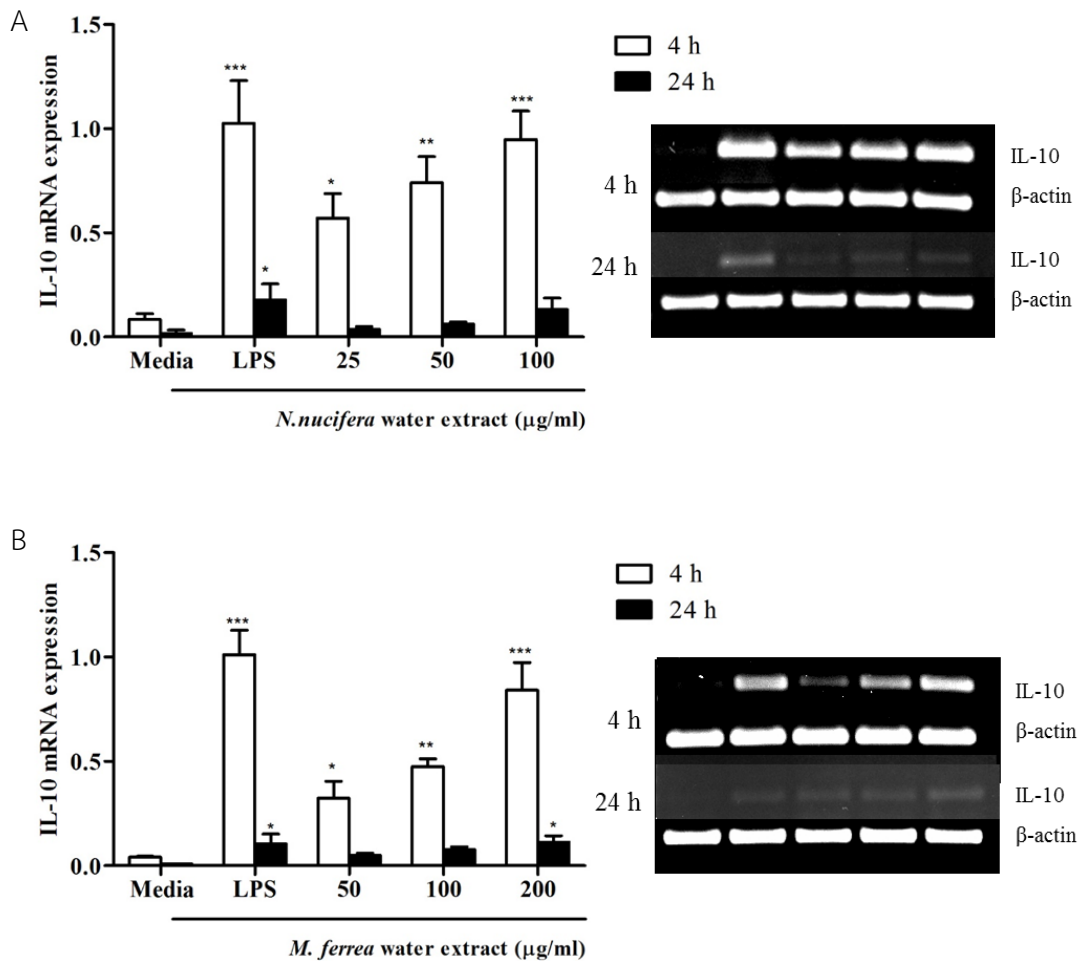 A
IL-10 mRNA expression
1.5
1.0
0.5
0.0
***
*
*
**
***
Media LPS 25 50 100
N.nucifera water extract (μg/ml)
4 h
24 h
4 h
24 h
IL-10
β-actin
IL-10
β-actin
B
IL-10 mRNA expression
1.5
1.0
0.5
0.0
***
*
*
**
***
*
Media LPS 50 100 200
M. ferrea water extract (μg/ml)
4 h
24 h
4 h
24 h
IL-10
β-actin
IL-10
β-actin